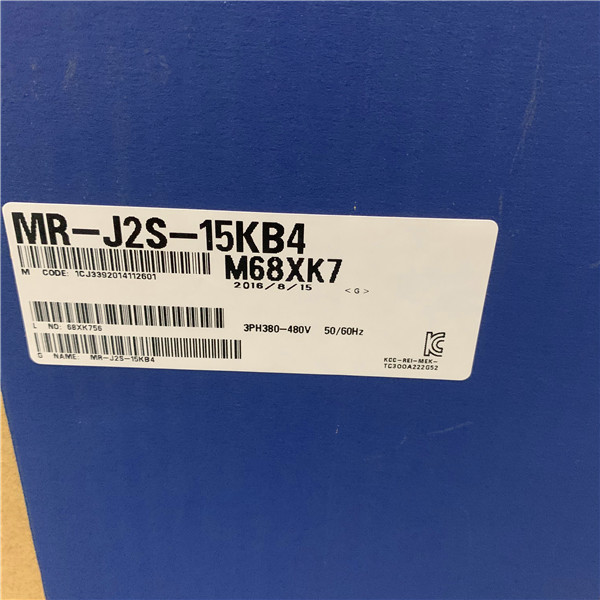 MR-J2S-15KB4
M CODE: 1CJ3392014112601
M68XK7
2016/8/15 <G>
L NO: 68XK756
3PH380-480V 50/60Hz
G NAME: MR-J2S-15KB4
KCC-REI-MEK-
TC300A222G52